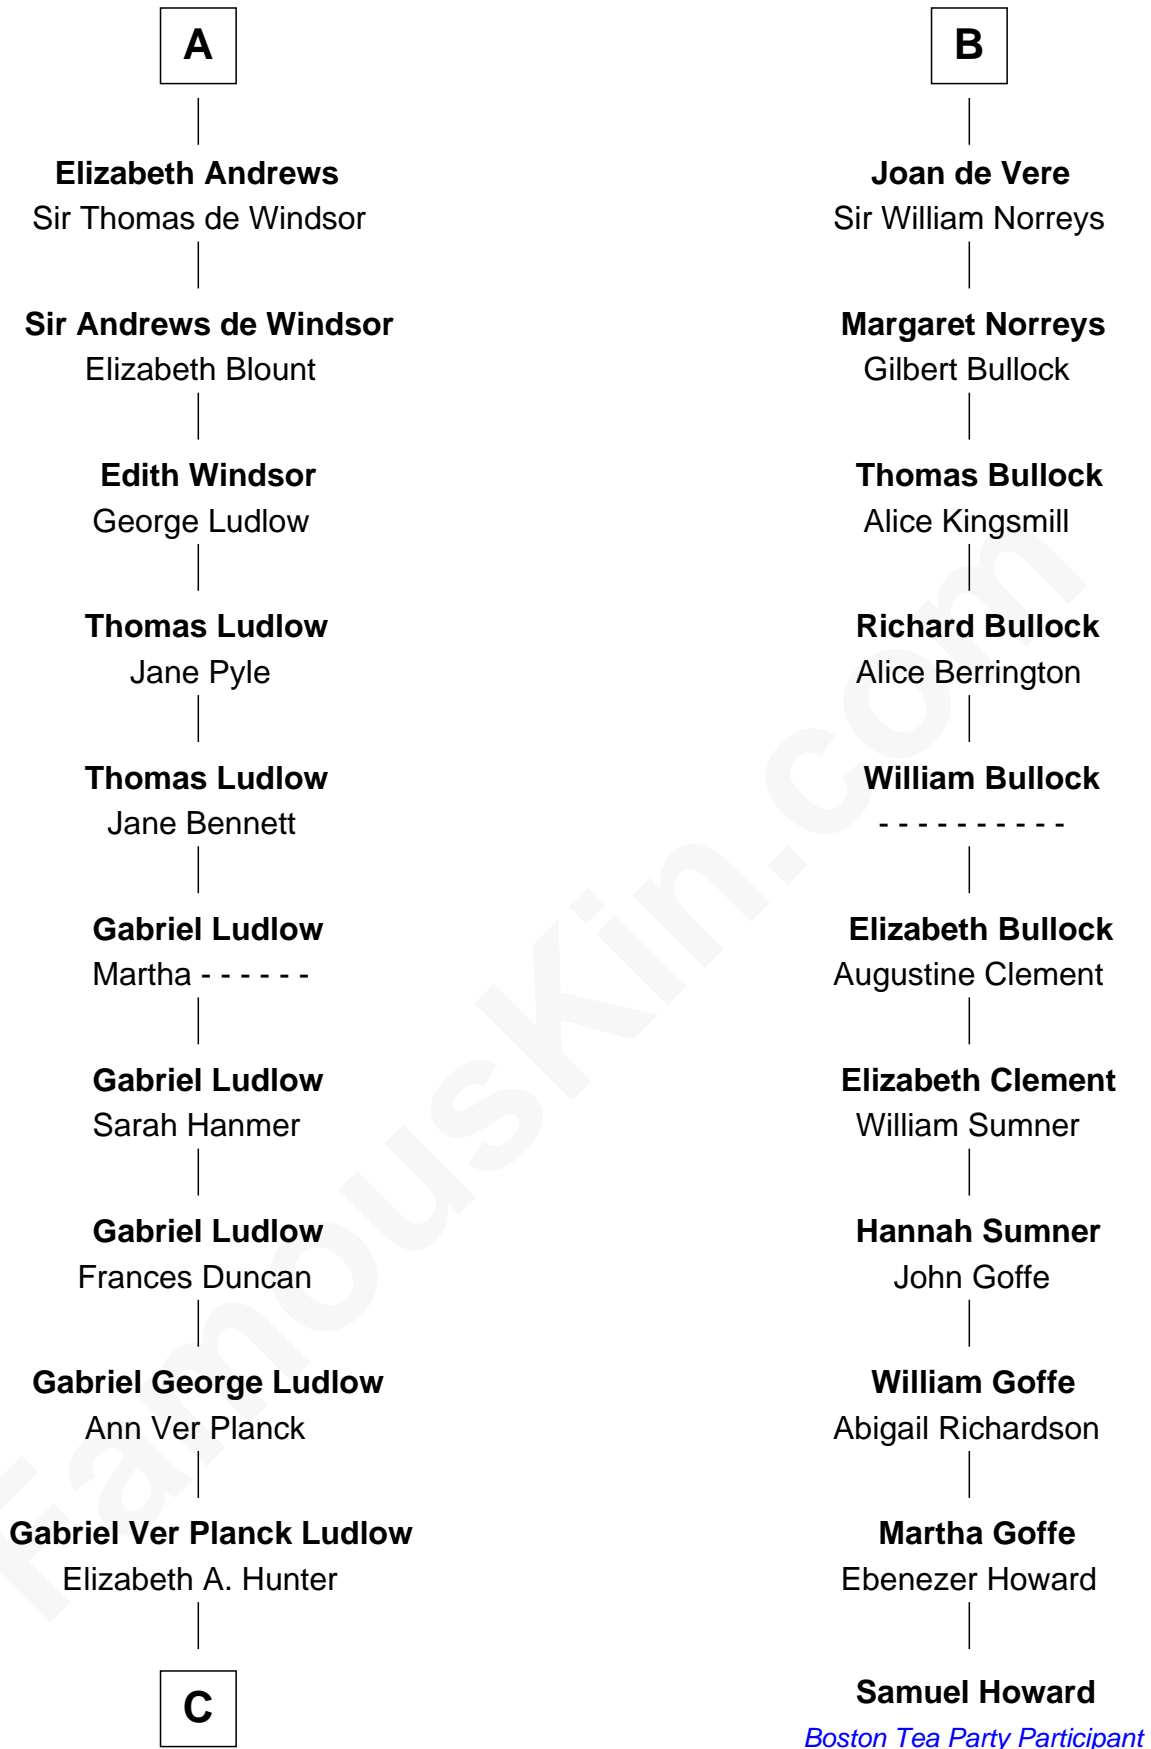 A
Elizabeth Andrews
Sir Thomas de Windsor
Sir Andrews de Windsor
Elizabeth Blount
Edith Windsor
George Ludlow
Thomas Ludlow
Jane Pyle
Thomas Ludlow
Jane Bennett
Gabriel Ludlow
Martha - - - - - -
Gabriel Ludlow
Sarah Hanmer
Gabriel Ludlow
Frances Duncan
Gabriel George Ludlow
Ann Ver Planck
Gabriel Ver Planck Ludlow
Elizabeth A. Hunter
C
B
Joan de Vere
Sir William Norreys
Margaret Norreys
Gilbert Bullock
Thomas Bullock
Alice Kingsmill
Richard Bullock
Alice Berrington
William Bullock
- - - - - - - - - -
Elizabeth Bullock
Augustine Clement
Elizabeth Clement
William Sumner
Hannah Sumner
John Goffe
William Goffe
Abigail Richardson
Martha Goffe
Ebenezer Howard
Samuel Howard
Boston Tea Party Participant
FamousKin.com